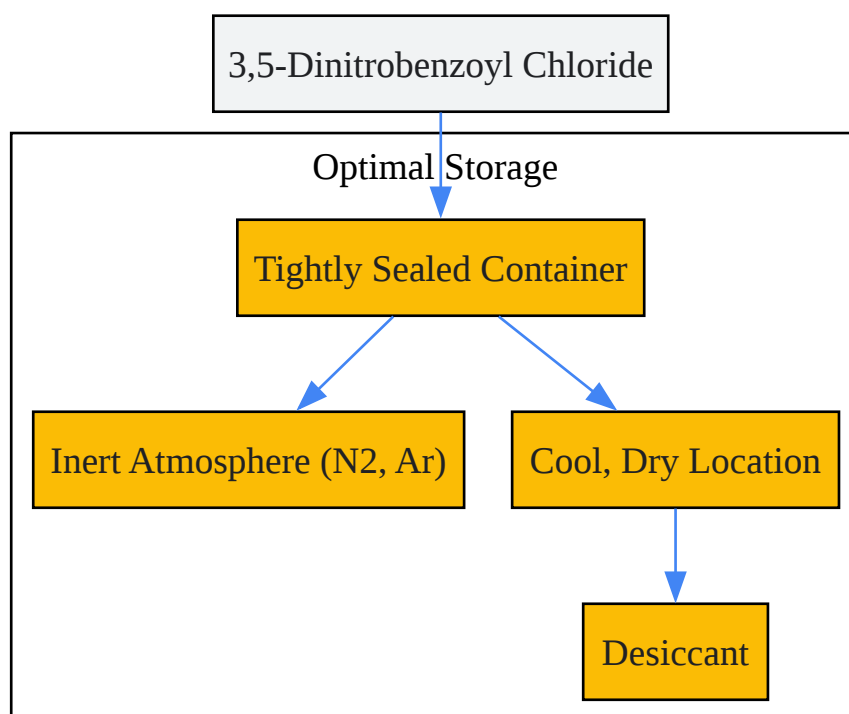 3,5-Dinitrobenzoyl Chloride
Optimal Storage
Tightly Sealed Container
Inert Atmosphere (N2, Ar)
Cool, Dry Location
Desiccant